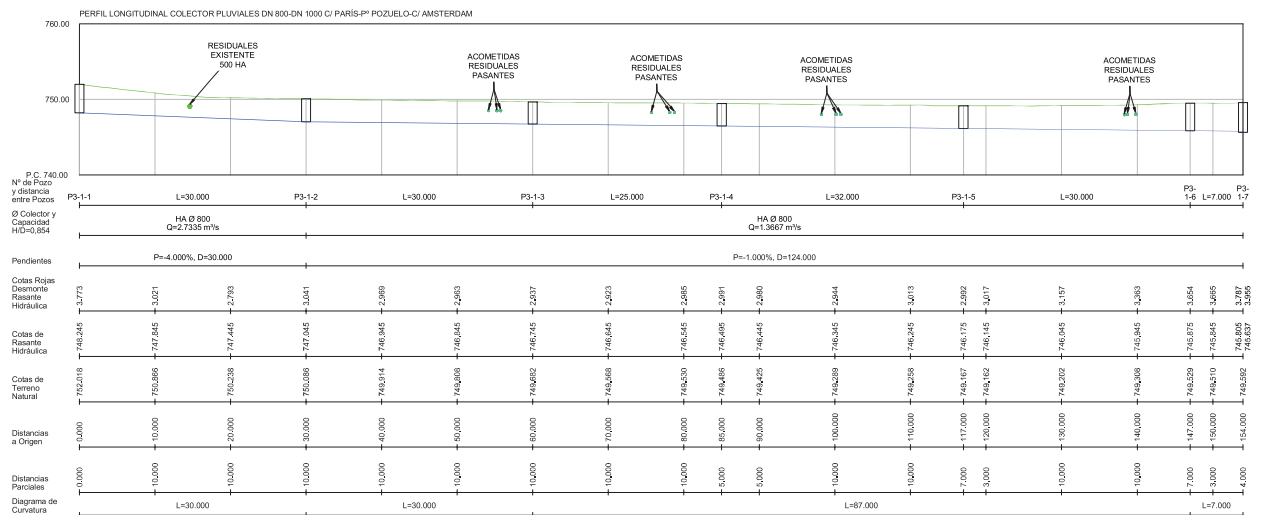 PERFIL LONGITUDINAL COLECTOR PLUVIALES DN 800-DN 1000 C/ PARÍS-Pº POZUELO-C/ AMSTERDAM
760.00
RESIDUALES
EXISTENTE
500 HA
ACOMETIDAS
RESIDUALES
PASANTES
ACOMETIDAS
RESIDUALES
PASANTES
ACOMETIDAS
RESIDUALES
PASANTES
ACOMETIDAS
RESIDUALES
PASANTES
750.00
P.C. 740.00
Nº de Pozo
y distancia
entre Pozos
P3-1-1 L=30.000 P3-1-2 L=30.000 P3-1-3 L=25.000 P3-1-4 L=32.000 P3-1-5 L=30.000 P3-1-6 L=7.000 P3-1-7
Ø Colector y
Capacidad
H/D=0,854
HA Ø 800
Q=2.7335 m³/s
HA Ø 800
Q=1.3667 m³/s
Pendientes
P=-4.000%, D=30.000 P=-1.000%, D=124.000
Cotas Rojas
Desmonte
Rasante
Hidráulica
3.773 3.021 2.793 3.041 2.969 2.963 2.937 2.923 2.985 2.991 2.980 2.944 3.013 2.992 3.017 3.157 3.363 3.654 3.665 3.787 3.955
Cotas de
Rasante
Hidráulica
748.245 747.845 747.445 747.045 746.945 746.845 746.745 746.645 746.545 746.495 746.445 746.345 746.245 746.175 746.145 746.045 745.945 745.875 745.845 745.805 745.637
Cotas de
Terreno
Natural
752.018 750.866 750.238 750.086 749.914 749.808 749.682 749.568 749.530 749.486 749.425 749.289 749.258 749.167 749.162 749.202 749.308 749.529 749.510 749.592
Distancias
a Origen
0.000 10.000 20.000 30.000 40.000 50.000 60.000 70.000 80.000 85.000 90.000 100.000 110.000 117.000 120.000 130.000 140.000 147.000 150.000 154.000
Distancias
Parciales
0.000 10.000 10.000 10.000 10.000 10.000 10.000 10.000 10.000 5.000 5.000 10.000 10.000 7.000 3.000 10.000 10.000 7.000 3.000 4.000
Diagrama de
Curvatura
L=30.000 L=30.000 L=87.000 L=7.000